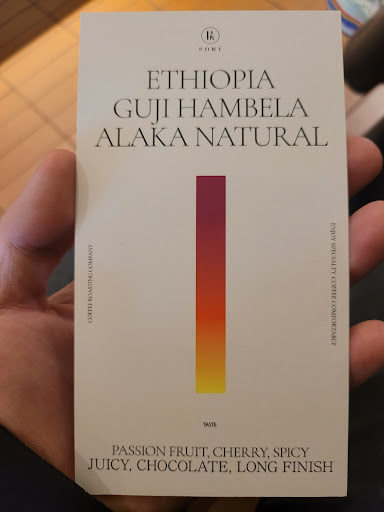 PONT
ETHIOPIA
GUJI HAMBELA
ALAKA NATURAL
COFFEE ROASTING COMPANY
ENJOY SPECIALTY COFFEE COMFORTABLY
TASTE
PASSION FRUIT, CHERRY, SPICY
JUICY, CHOCOLATE, LONG FINISH